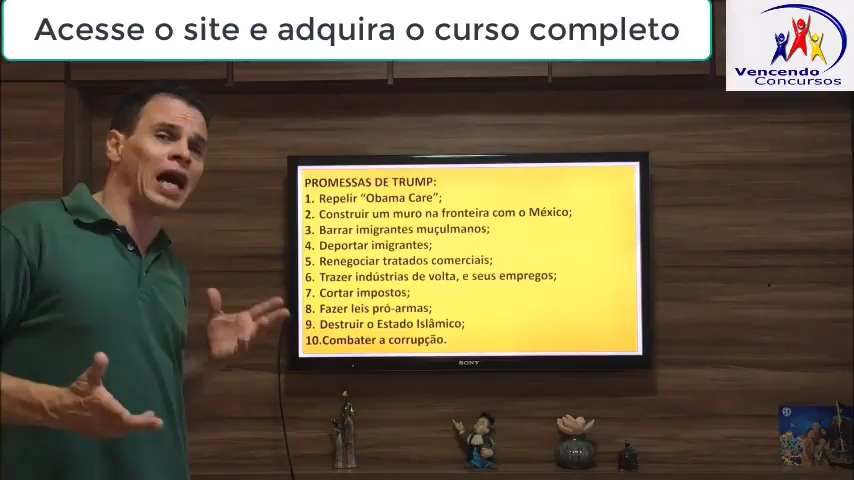 Acesse o site e adquira o curso completo
Vencendo
Concursos
PROMESSAS DE TRUMP:
1. Repelir “Obama Care”;
2. Construir um muro na fronteira com o México;
3. Barrar imigrantes muçulmanos;
4. Deportar imigrantes;
5. Renegociar tratados comerciais;
6. Trazer indústrias de volta, e seus empregos;
7. Cortar impostos;
8. Fazer leis pró-armas;
9. Destruir o Estado Islâmico;
10.Combater a corrupção.
SONY